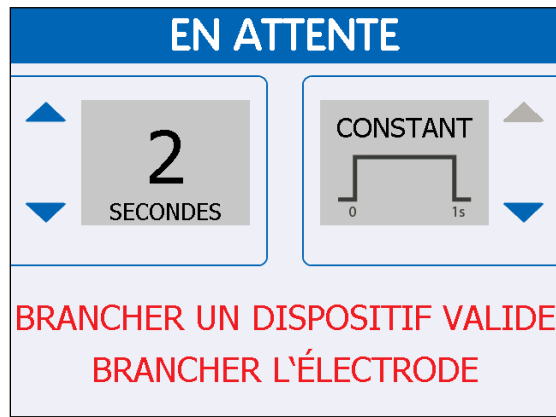 EN ATTENTE
2
SECONDES
CONSTANT
0 1s
BRANCHER UN DISPOSITIF VALIDE
BRANCHER L‘ÉLECTRODE